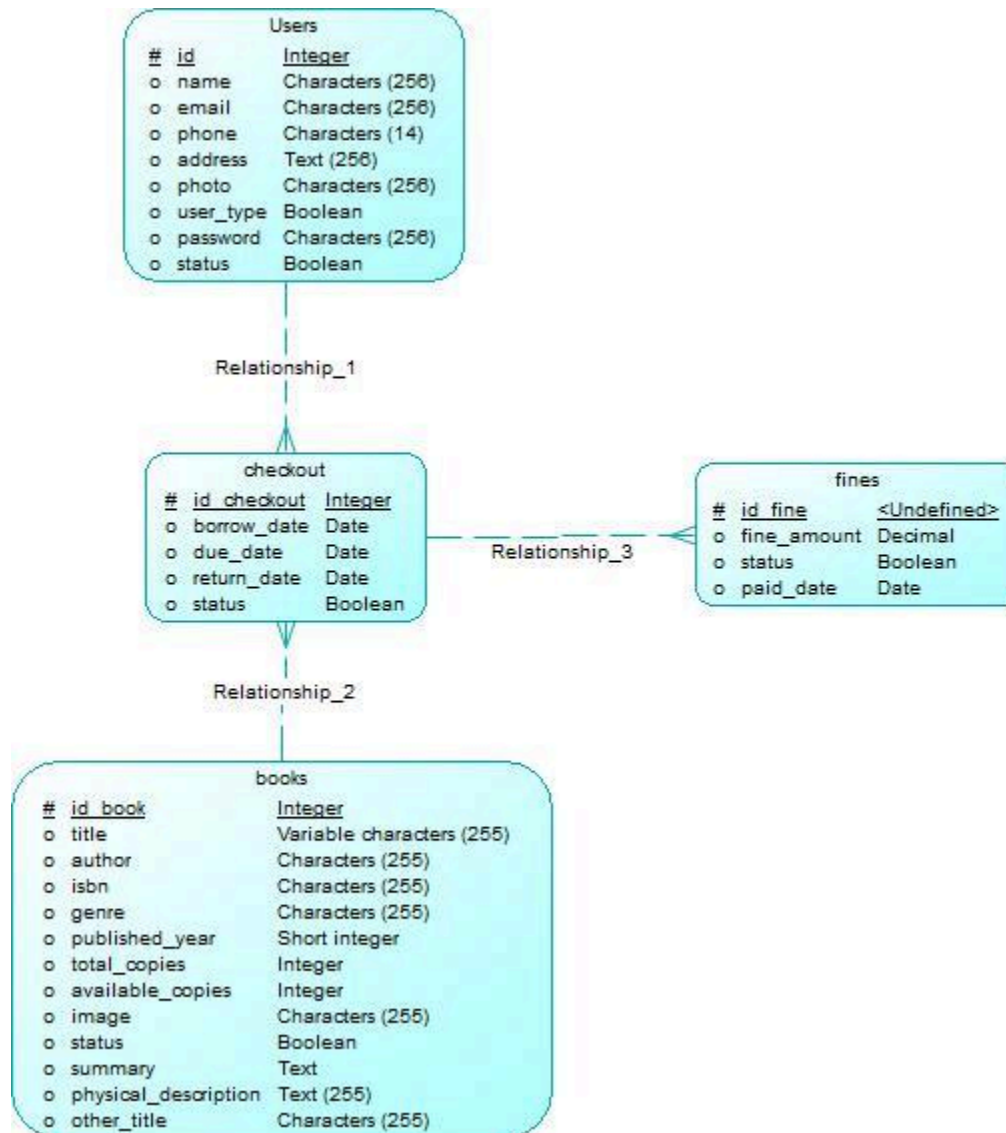 Users
# id Integer
o name Characters (256)
o email Characters (256)
o phone Characters (14)
o address Text (256)
o photo Characters (256)
o user_type Boolean
o password Characters (256)
o status Boolean
Relationship_1
checkout
# id_checkout Integer
o borrow_date Date
o due_date Date
o return_date Date
o status Boolean
Relationship_3
fines
# id_fine <Undefined>
o fine_amount Decimal
o status Boolean
o paid_date Date
Relationship_2
books
# id_book Integer
o title Variable characters (255)
o author Characters (255)
o isbn Characters (255)
o genre Characters (255)
o published_year Short integer
o total_copies Integer
o available_copies Integer
o image Characters (255)
o status Boolean
o summary Text
o physical_description Text (255)
o other_title Characters (255)